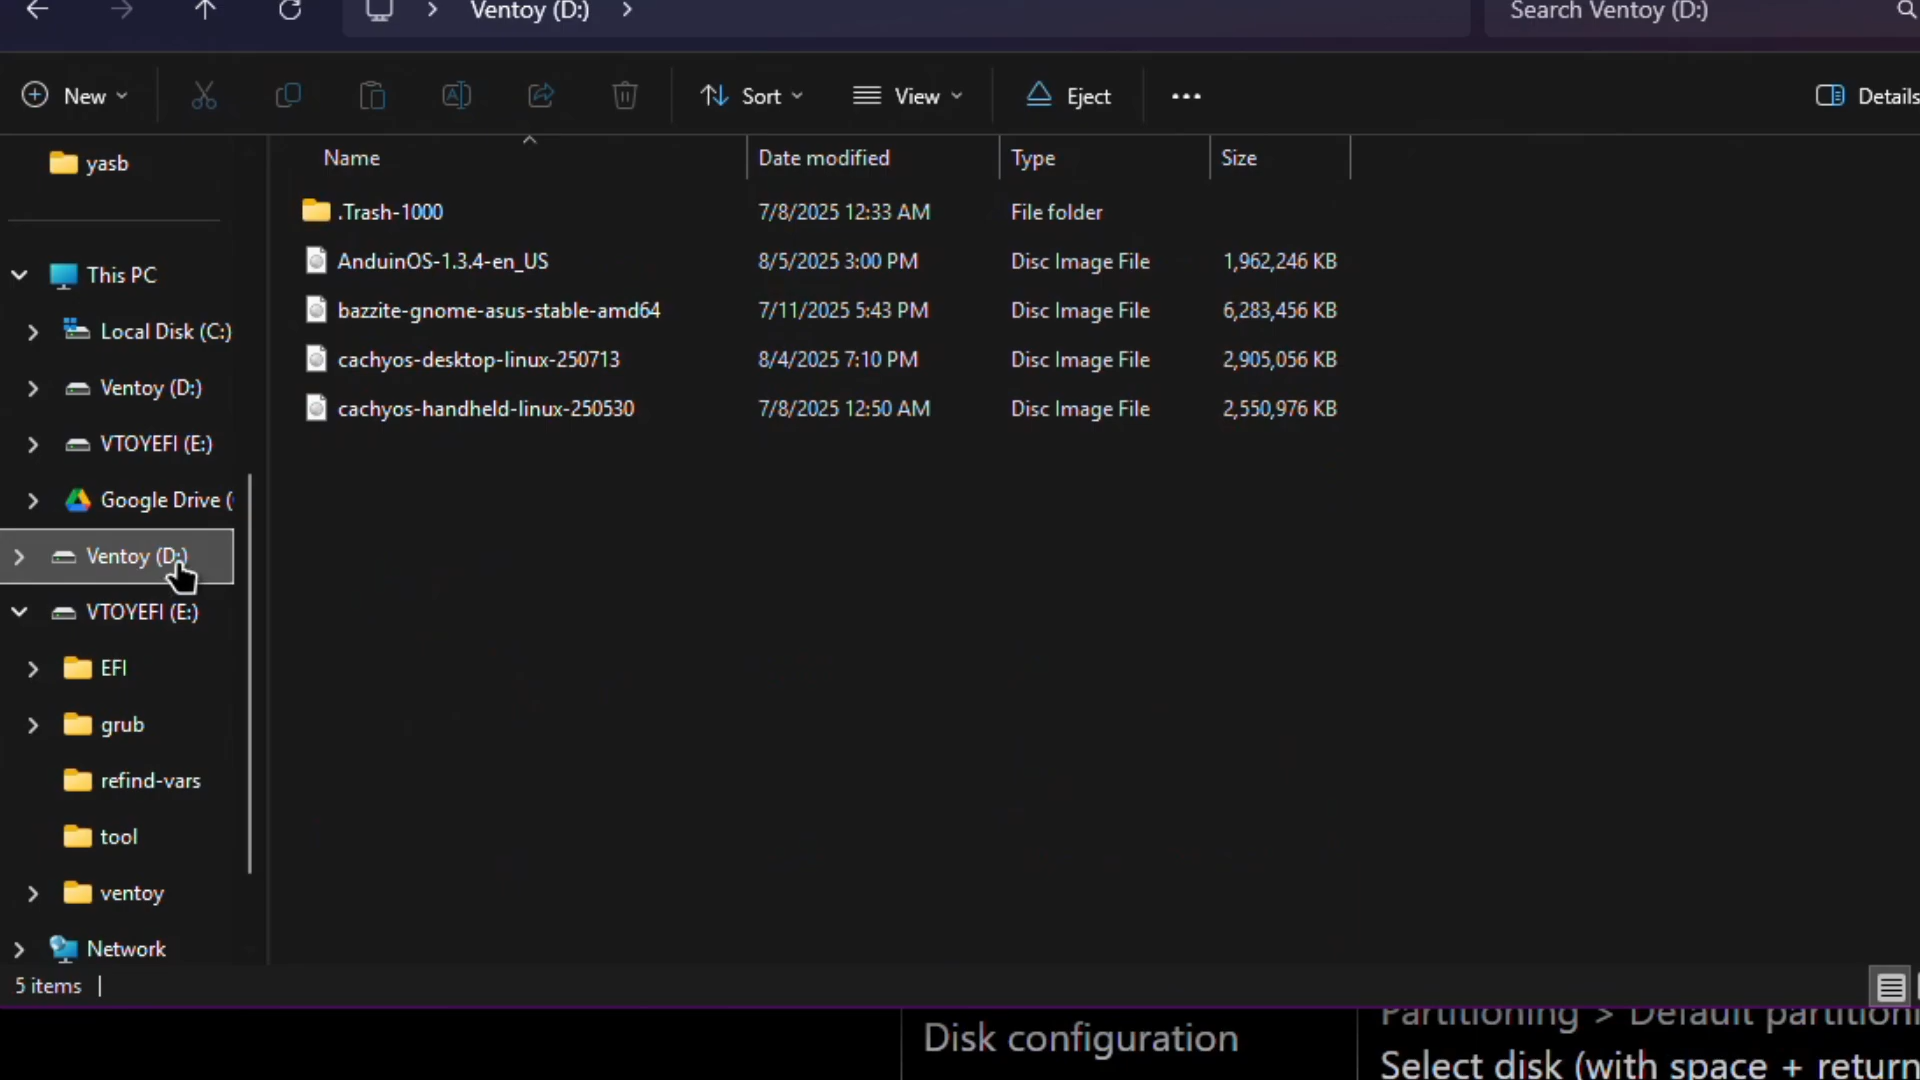 Ventoy (D:)
Search Ventoy (D:)
New
Sort
View
Eject
Details
yasb
This PC
Local Disk (C:)
Ventoy (D:)
VTOYEFI (E:)
Google Drive (
Ventoy (D:)
VTOYEFI (E:)
EFI
grub
refind-vars
tool
ventoy
Network
Name Date modified Type Size
.Trash-1000 7/8/2025 12:33 AM File folder
AnduinOS-1.3.4-en_US 8/5/2025 3:00 PM Disc Image File 1,962,246 KB
bazzite-gnome-asus-stable-amd64 7/11/2025 5:43 PM Disc Image File 6,283,456 KB
cachyos-desktop-linux-250713 8/4/2025 7:10 PM Disc Image File 2,905,056 KB
cachyos-handheld-linux-250530 7/8/2025 12:50 AM Disc Image File 2,550,976 KB
5 items
Disk configuration
Partitioning > Default partitioni
Select disk (with space + return